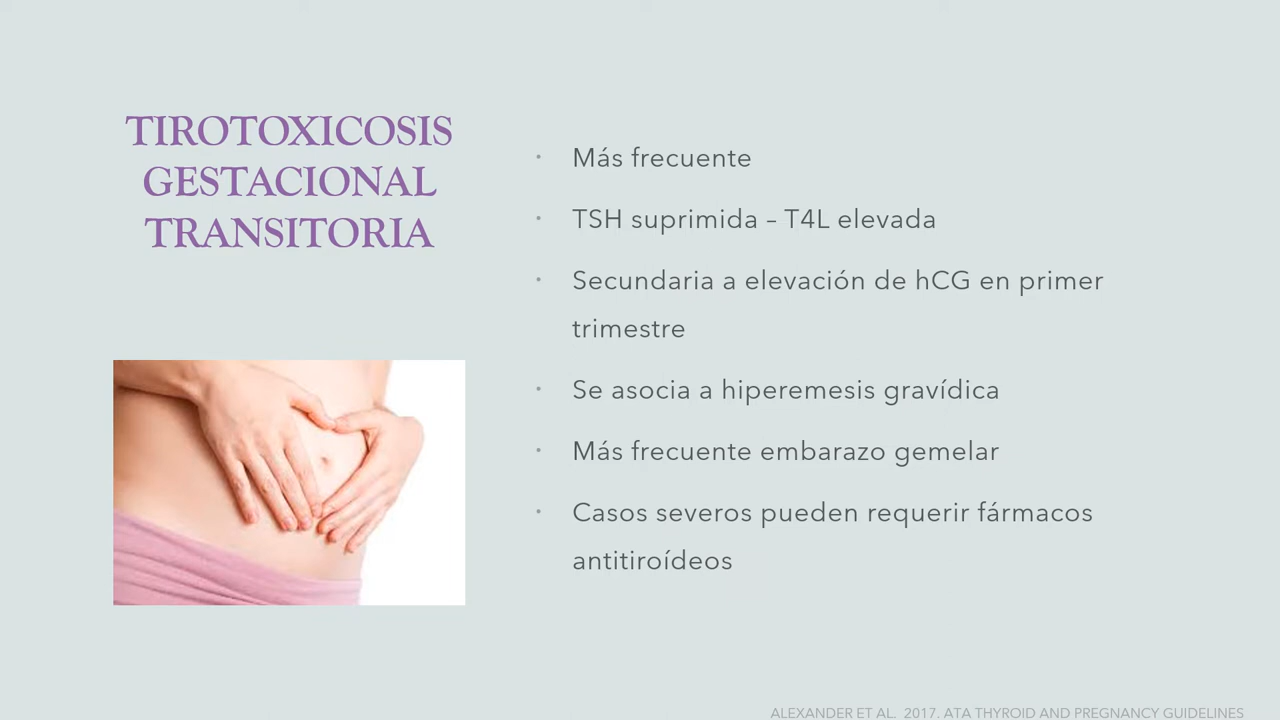 TIROTOXICOSIS
GESTACIONAL
TRANSITORIA
• Más frecuente
• TSH suprimida – T4L elevada
• Secundaria a elevación de hCG en primer
trimestre
• Se asocia a hiperemesis gravídica
• Más frecuente embarazo gemelar
• Casos severos pueden requerir fármacos
antitiroídeos
ALEXANDER ET AL. 2017. ATA THYROID AND PREGNANCY GUIDELINES